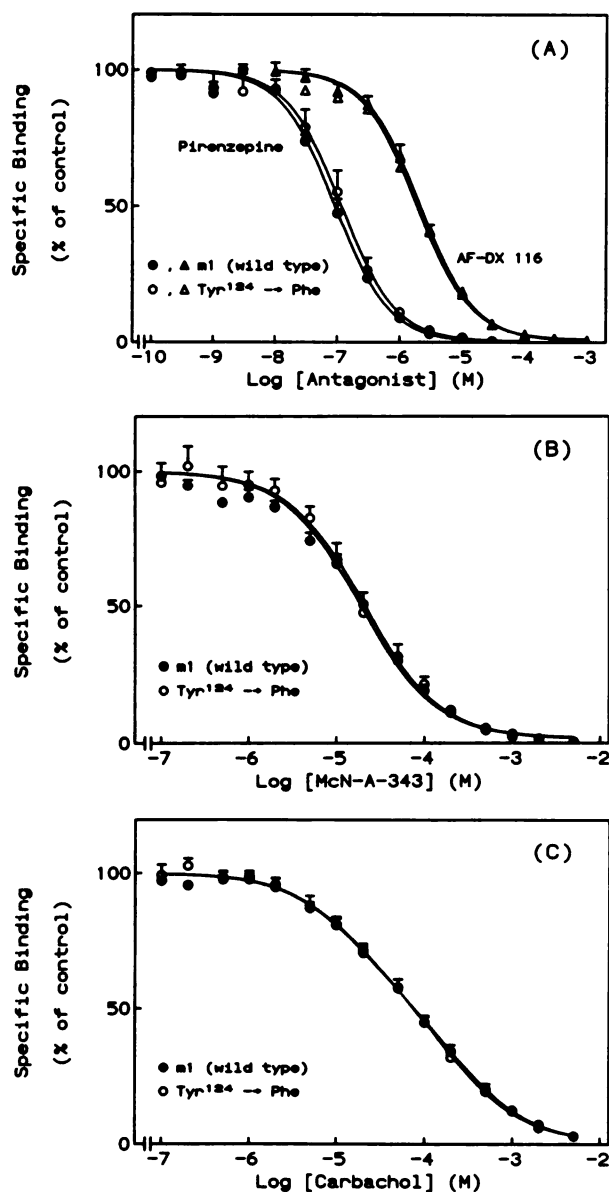 (A)
Specific Binding
(% of control)
100
50
0
Pirenzepine
AF-DX 116
● , ▲ m1 (wild type)
○ , △ Tyr¹²⁴ → Phe
-10 -9 -8 -7 -6 -5 -4 -3
Log [Antagonist] (M)
(B)
Specific Binding
(% of control)
100
50
0
● m1 (wild type)
○ Tyr¹²⁴ → Phe
-7 -6 -5 -4 -3 -2
Log [McN-A-343] (M)
(C)
Specific Binding
(% of control)
100
50
0
● m1 (wild type)
○ Tyr¹²⁴ → Phe
-7 -6 -5 -4 -3 -2
Log [Carbachol] (M)